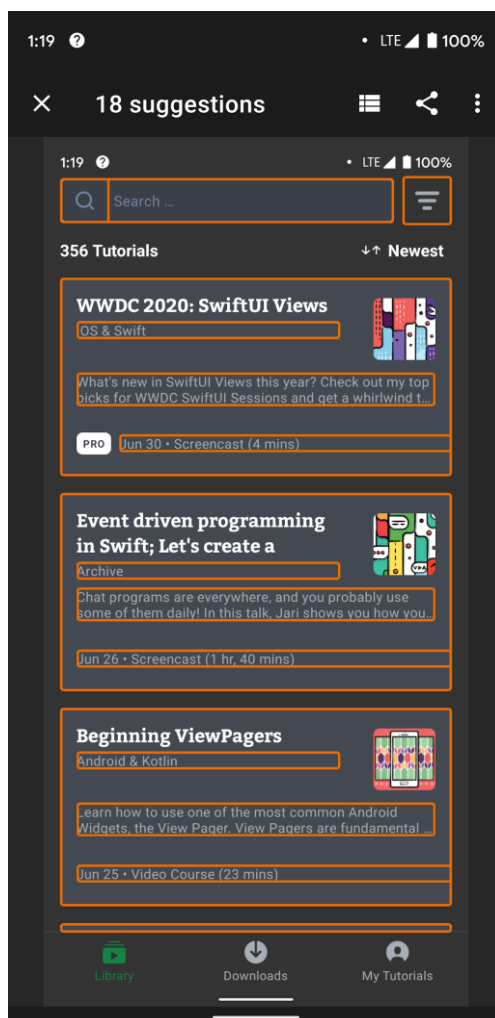 1:19
LTE 100%
18 suggestions
1:19
LTE 100%
Search ...
356 Tutorials
Newest
WWDC 2020: SwiftUI Views
OS & Swift
What's new in SwiftUI Views this year? Check out my top
picks for WWDC SwiftUI Sessions and get a whirlwind t...
PRO
Jun 30 • Screencast (4 mins)
Event driven programming
in Swift; Let's create a
Archive
Chat programs are everywhere, and you probably use
some of them daily! In this talk, Jari shows you how you...
Jun 26 • Screencast (1 hr, 40 mins)
Beginning ViewPagers
Android & Kotlin
Learn how to use one of the most common Android
Widgets, the View Pager. View Pagers are fundamental ...
Jun 25 • Video Course (23 mins)
Library
Downloads
My Tutorials